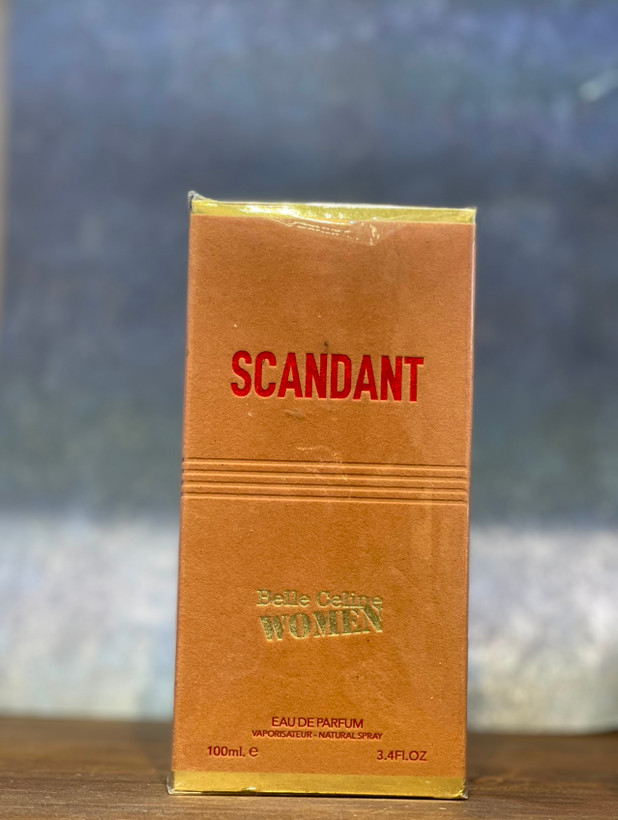 SCANDANT
Belle Celine
WOMEN
EAU DE PARFUM
VAPORISATEUR - NATURAL SPRAY
100ml. e 3.4FL.OZ